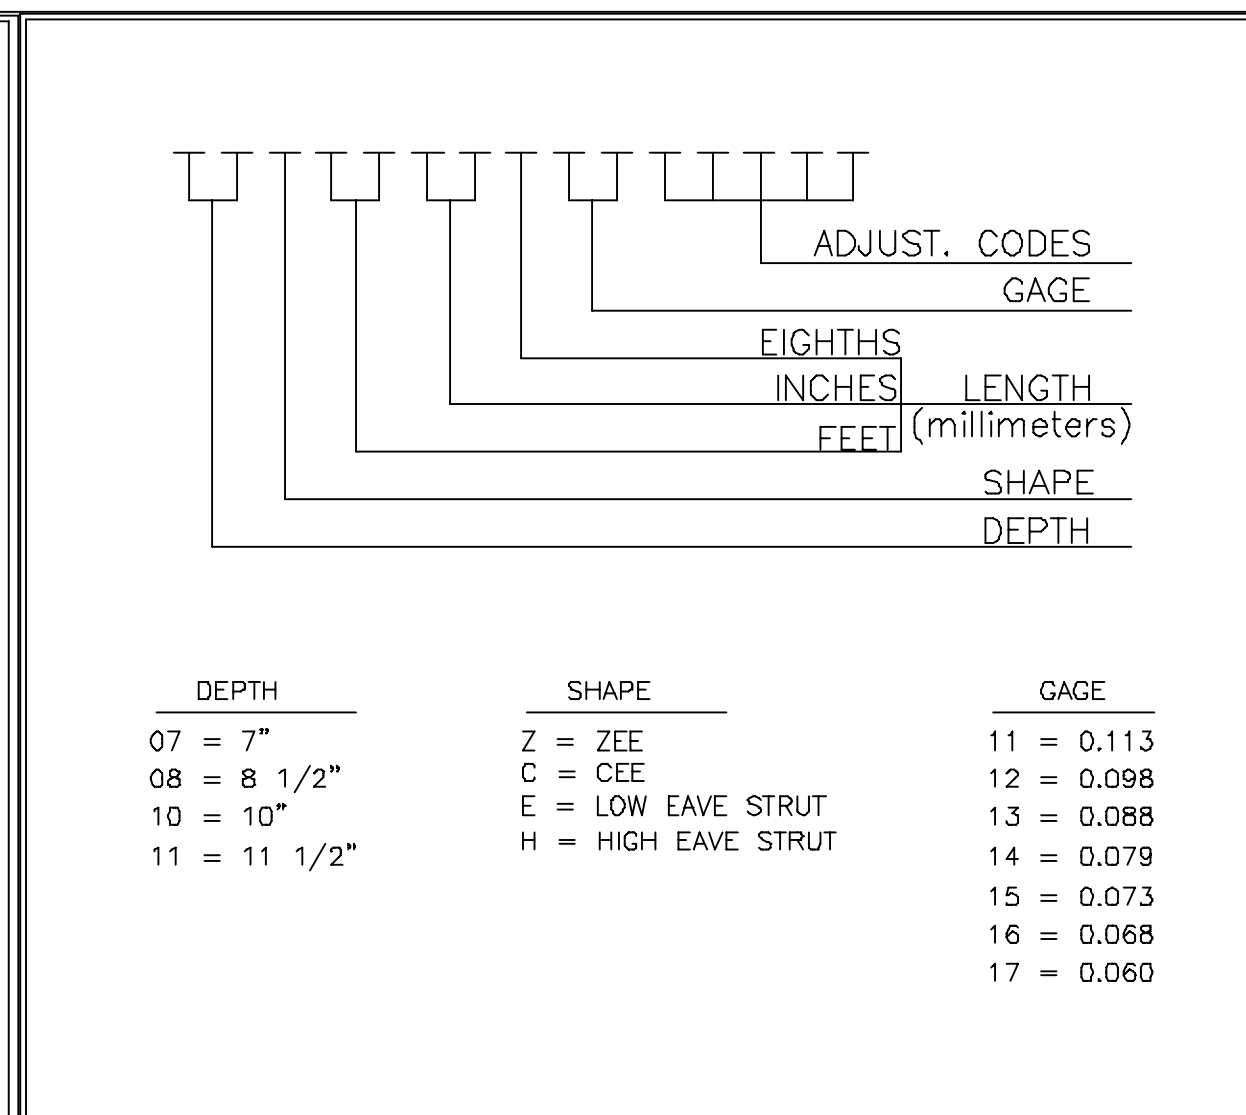 ADJUST. CODES
GAGE
EIGHTHS
INCHES LENGTH
(millimeters)
FEET
SHAPE
DEPTH
DEPTH
07 = 7"
08 = 8 1/2"
10 = 10"
11 = 11 1/2"
SHAPE
Z = ZEE
C = CEE
E = LOW EAVE STRUT
H = HIGH EAVE STRUT
GAGE
11 = 0.113
12 = 0.098
13 = 0.088
14 = 0.079
15 = 0.073
16 = 0.068
17 = 0.060